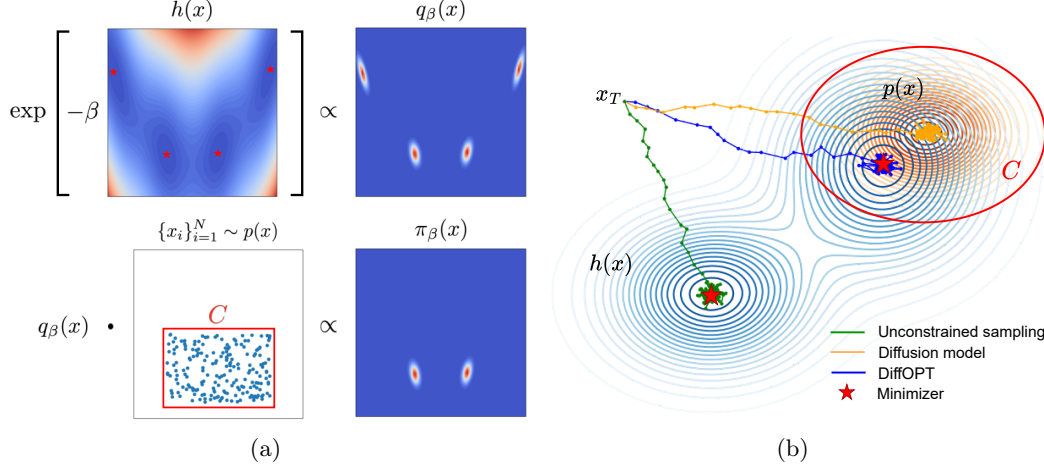 h(x)
q_β(x)
exp [ −β ] ∝
{x_i}_{i=1}^N ∼ p(x)
π_β(x)
C
q_β(x) • ∝
(a)
x_T
p(x)
C
h(x)
Unconstrained sampling
Diffusion model
DiffOPT
Minimizer
(b)